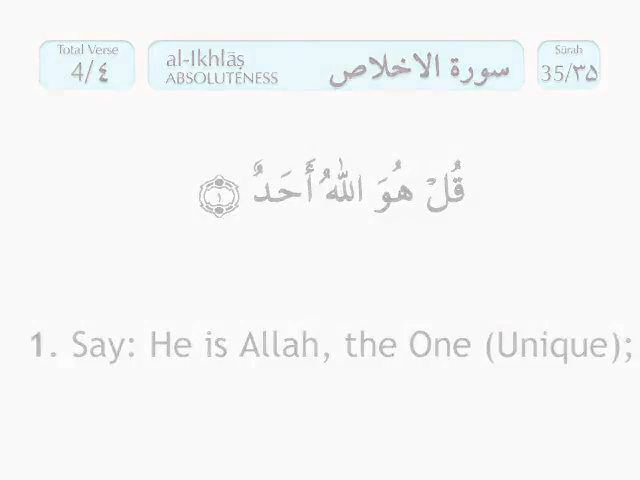 Total Verse
4/٤
al-Ikhlāṣ
ABSOLUTENESS
سورة الاخلاص
Sūrah
35/٣٥
قُلْ هُوَ اللَّهُ أَحَدٌ ١
1. Say: He is Allah, the One (Unique);